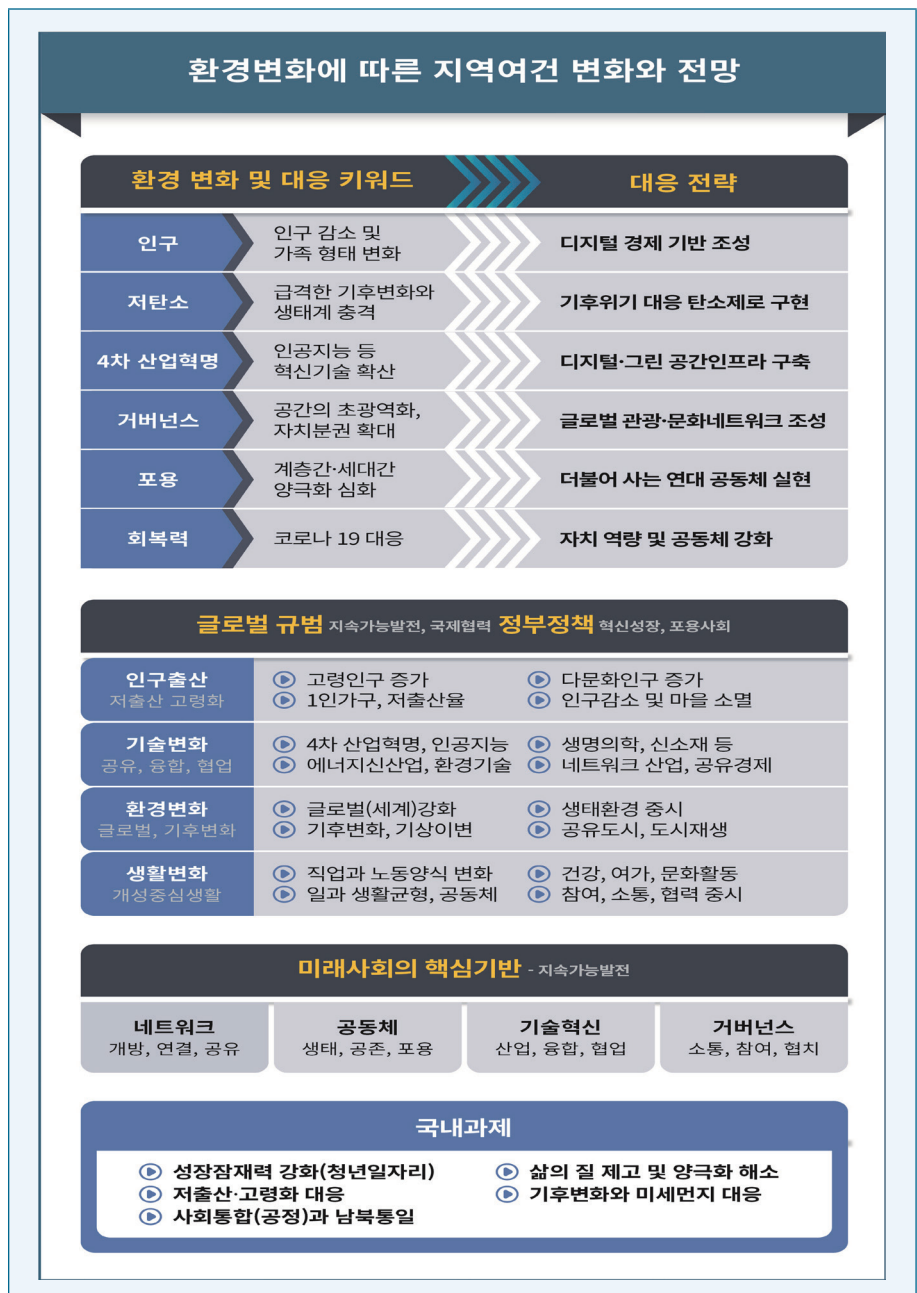 환경변화에 따른 지역여건 변화와 전망
환경 변화 및 대응 키워드
대응 전략
인구
인구 감소 및
가족 형태 변화
디지털 경제 기반 조성
저탄소
급격한 기후변화와
생태계 충격
기후위기 대응 탄소제로 구현
4차 산업혁명
인공지능 등
혁신기술 확산
디지털·그린 공간인프라 구축
거버넌스
공간의 초광역화,
자치분권 확대
글로벌 관광·문화네트워크 조성
포용
계층간·세대간
양극화 심화
더불어 사는 연대 공동체 실현
회복력
코로나 19 대응
자치 역량 및 공동체 강화
글로벌 규범 지속가능발전, 국제협력 정부정책 혁신성장, 포용사회
인구출산
저출산 고령화
고령인구 증가
1인가구, 저출산율
다문화인구 증가
인구감소 및 마을 소멸
기술변화
공유, 융합, 협업
4차 산업혁명, 인공지능
에너지신산업, 환경기술
생명의학, 신소재 등
네트워크 산업, 공유경제
환경변화
글로벌, 기후변화
글로벌(세계)강화
기후변화, 기상이변
생태환경 중시
공유도시, 도시재생
생활변화
개성중심생활
직업과 노동양식 변화
일과 생활균형, 공동체
건강, 여가, 문화활동
참여, 소통, 협력 중시
미래사회의 핵심기반 - 지속가능발전
네트워크
개방, 연결, 공유
공동체
생태, 공존, 포용
기술혁신
산업, 융합, 협업
거버넌스
소통, 참여, 협치
국내과제
성장잠재력 강화(청년일자리)
저출산·고령화 대응
사회통합(공정)과 남북통일
삶의 질 제고 및 양극화 해소
기후변화와 미세먼지 대응